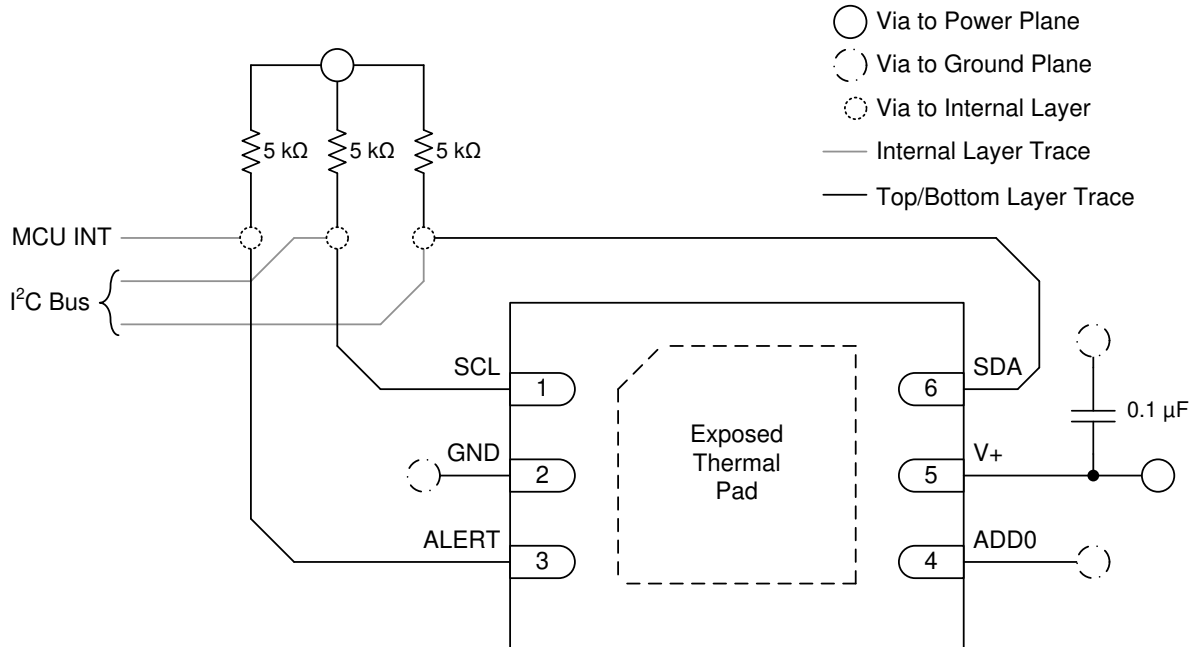 Via to Power Plane
Via to Ground Plane
Via to Internal Layer
Internal Layer Trace
Top/Bottom Layer Trace
5 kΩ
5 kΩ
5 kΩ
MCU INT
I²C Bus
SCL
1
GND
2
ALERT
3
Exposed
Thermal
Pad
SDA
6
V+
5
ADD0
4
0.1 µF